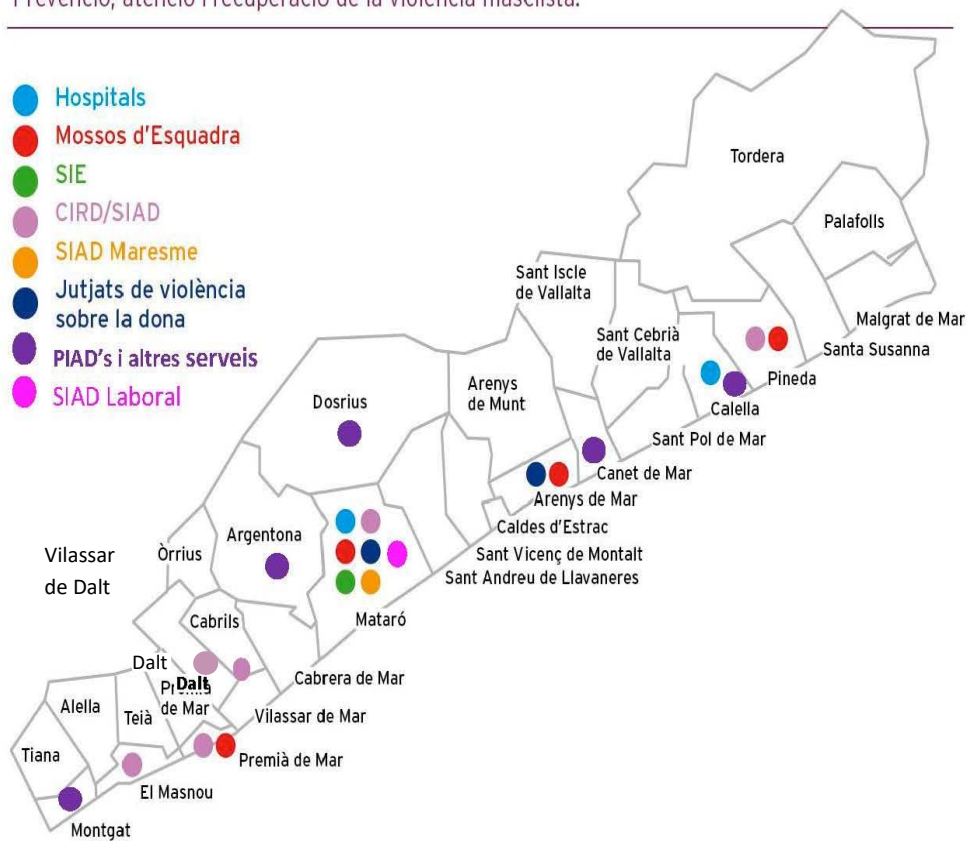 Prevenció, atenció i recuperació de la violència masclista.
Hospitals
Mossos d'Esquadra
SIE
CIRD/SIAD
SIAD Maresme
Jutjats de violència
sobre la dona
PIAD's i altres serveis
SIAD Laboral
Tordera
Palafolls
Sant Iscle
de Vallalta
Malgrat de Mar
Sant Cebrià
de Vallalta
Santa Susanna
Pineda
Arenys
de Munt
Dosrius
Calella
Sant Pol de Mar
Canet de Mar
Arenys de Mar
Caldes d'Estrac
Argentona
Vilassar
de Dalt
Òrrius
Sant Vicenç de Montalt
Sant Andreu de Llavaneres
Mataró
Cabrils
Dalt
Dalt
de Mar
Cabrera de Mar
Alella
Teià
Vilassar de Mar
Tiana
Premià de Mar
El Masnou
Montgat